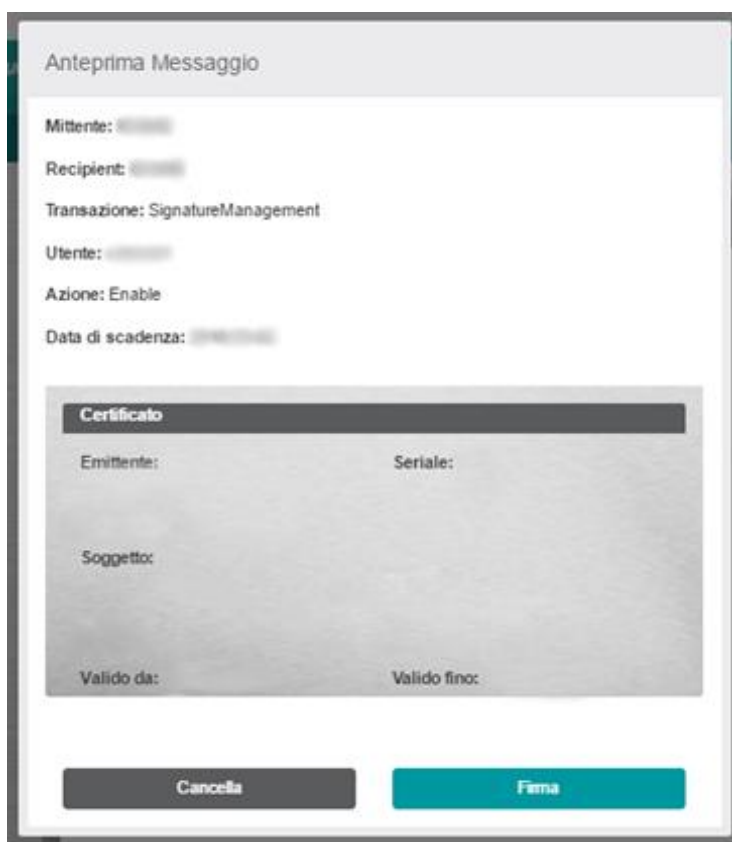 Anteprima Messaggio
Mittente:
Recipient:
Transazione: SignatureManagement
Utente:
Azione: Enable
Data di scadenza:
Certificato
Emittente: Seriale:
Soggetto:
Valido da: Valido fino:
Cancella Firma